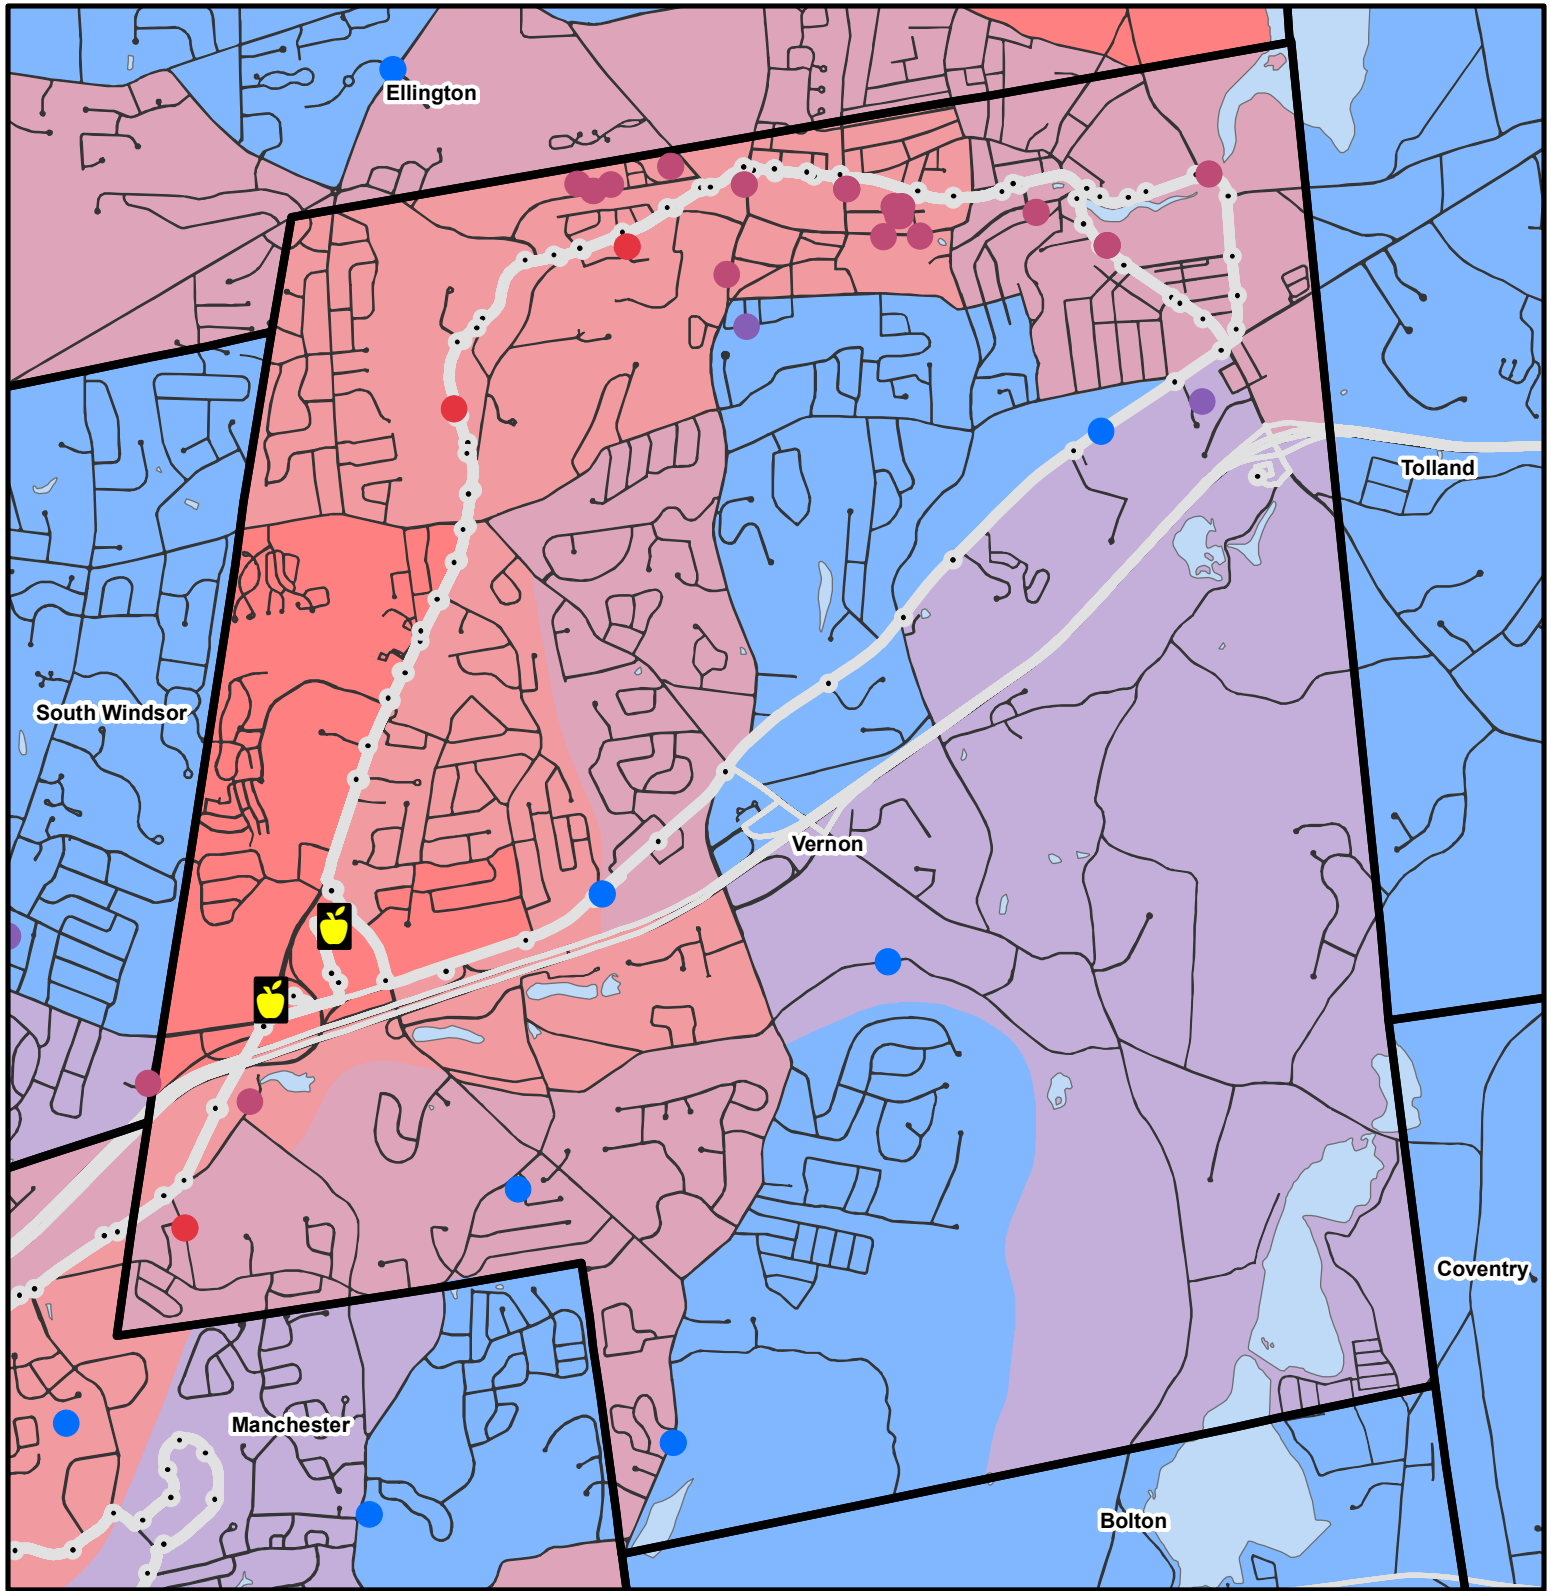 Ellington
Tolland
South Windsor
Vernon
Coventry
Manchester
Bolton